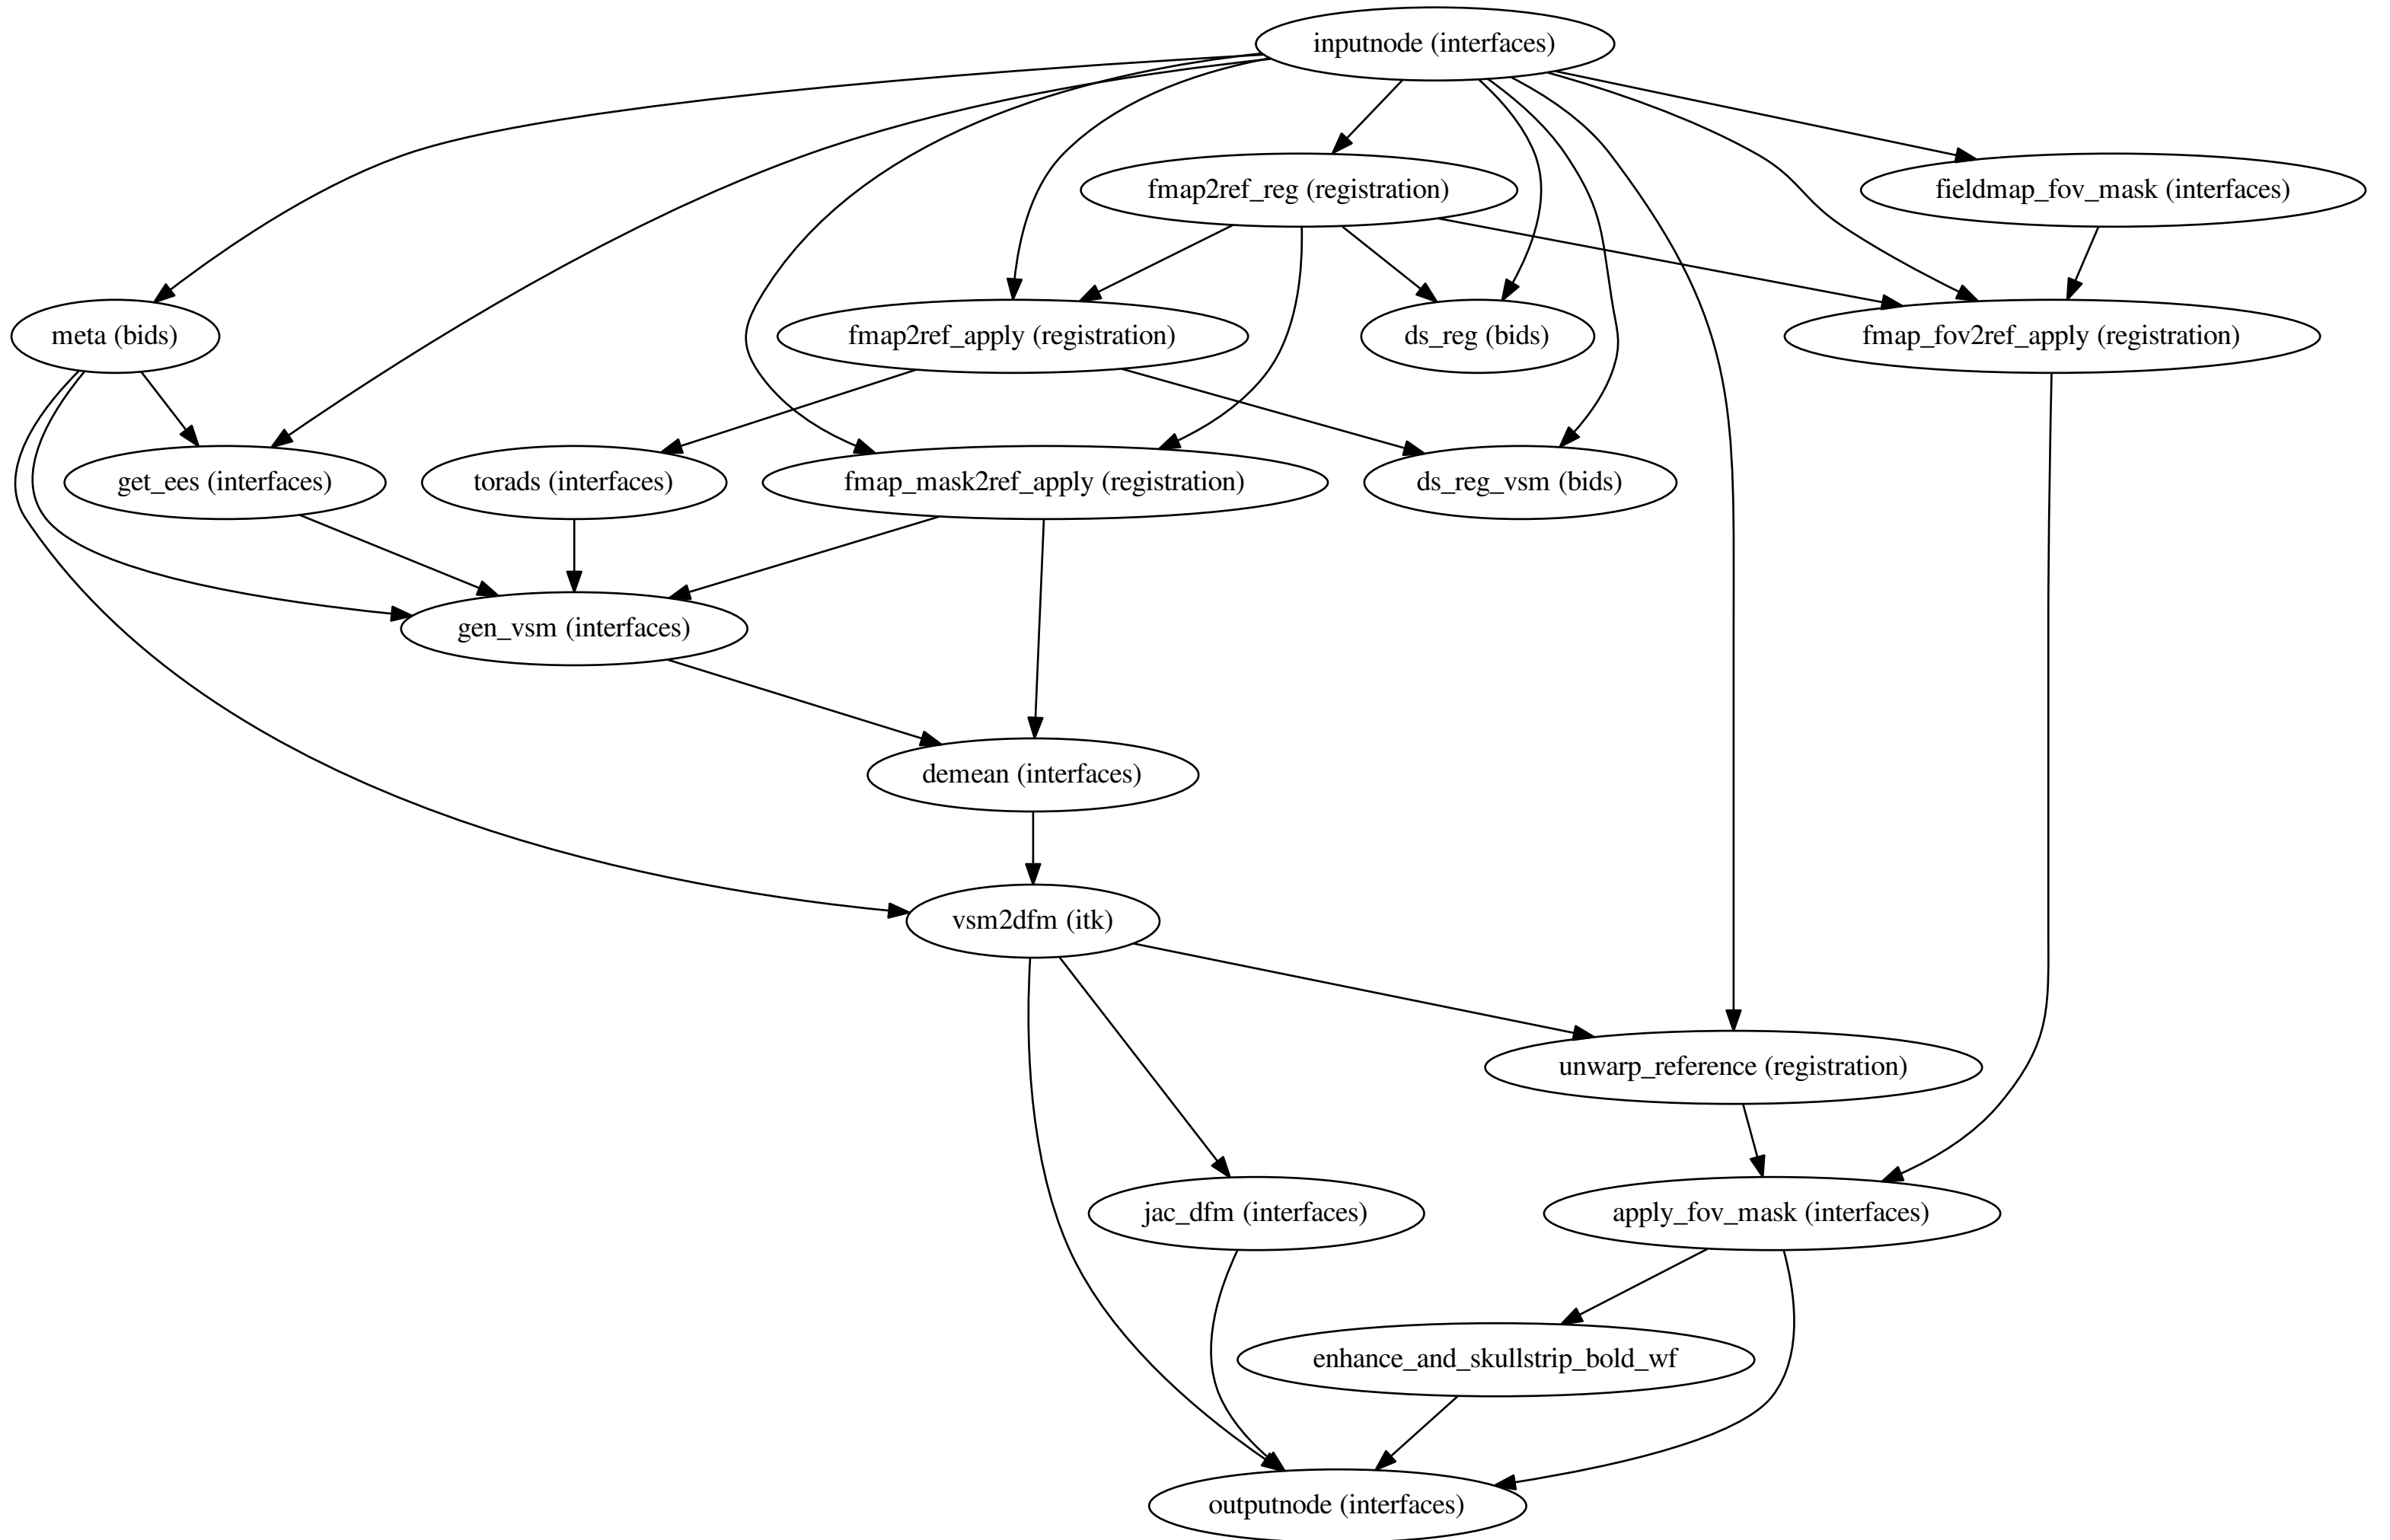 inputnode (interfaces)
fmap2ref_reg (registration)
fieldmap_fov_mask (interfaces)
meta (bids)
fmap2ref_apply (registration)
ds_reg (bids)
fmap_fov2ref_apply (registration)
get_ees (interfaces)
torads (interfaces)
fmap_mask2ref_apply (registration)
ds_reg_vsm (bids)
gen_vsm (interfaces)
demean (interfaces)
vsm2dfm (itk)
unwarp_reference (registration)
jac_dfm (interfaces)
apply_fov_mask (interfaces)
enhance_and_skullstrip_bold_wf
outputnode (interfaces)